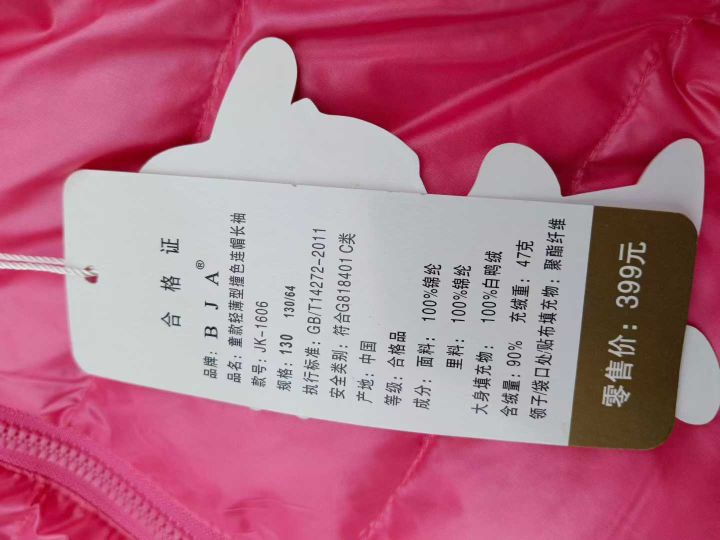 合格证
品牌: BJA®
品名: 童款轻薄型撞色连帽长袖
款号: JK-1606
规格: 130 130/64
执行标准: GB/T14272-2011
安全类别: 符合G818401 C类
产地: 中国
等级: 合格品
成分: 面料: 100%锦纶
里料: 100%锦纶
大身填充物: 100%白鸭绒
含绒量: 90% 充绒重: 47克
领子/袋口处贴布填充物: 聚酯纤维
零售价: 399元